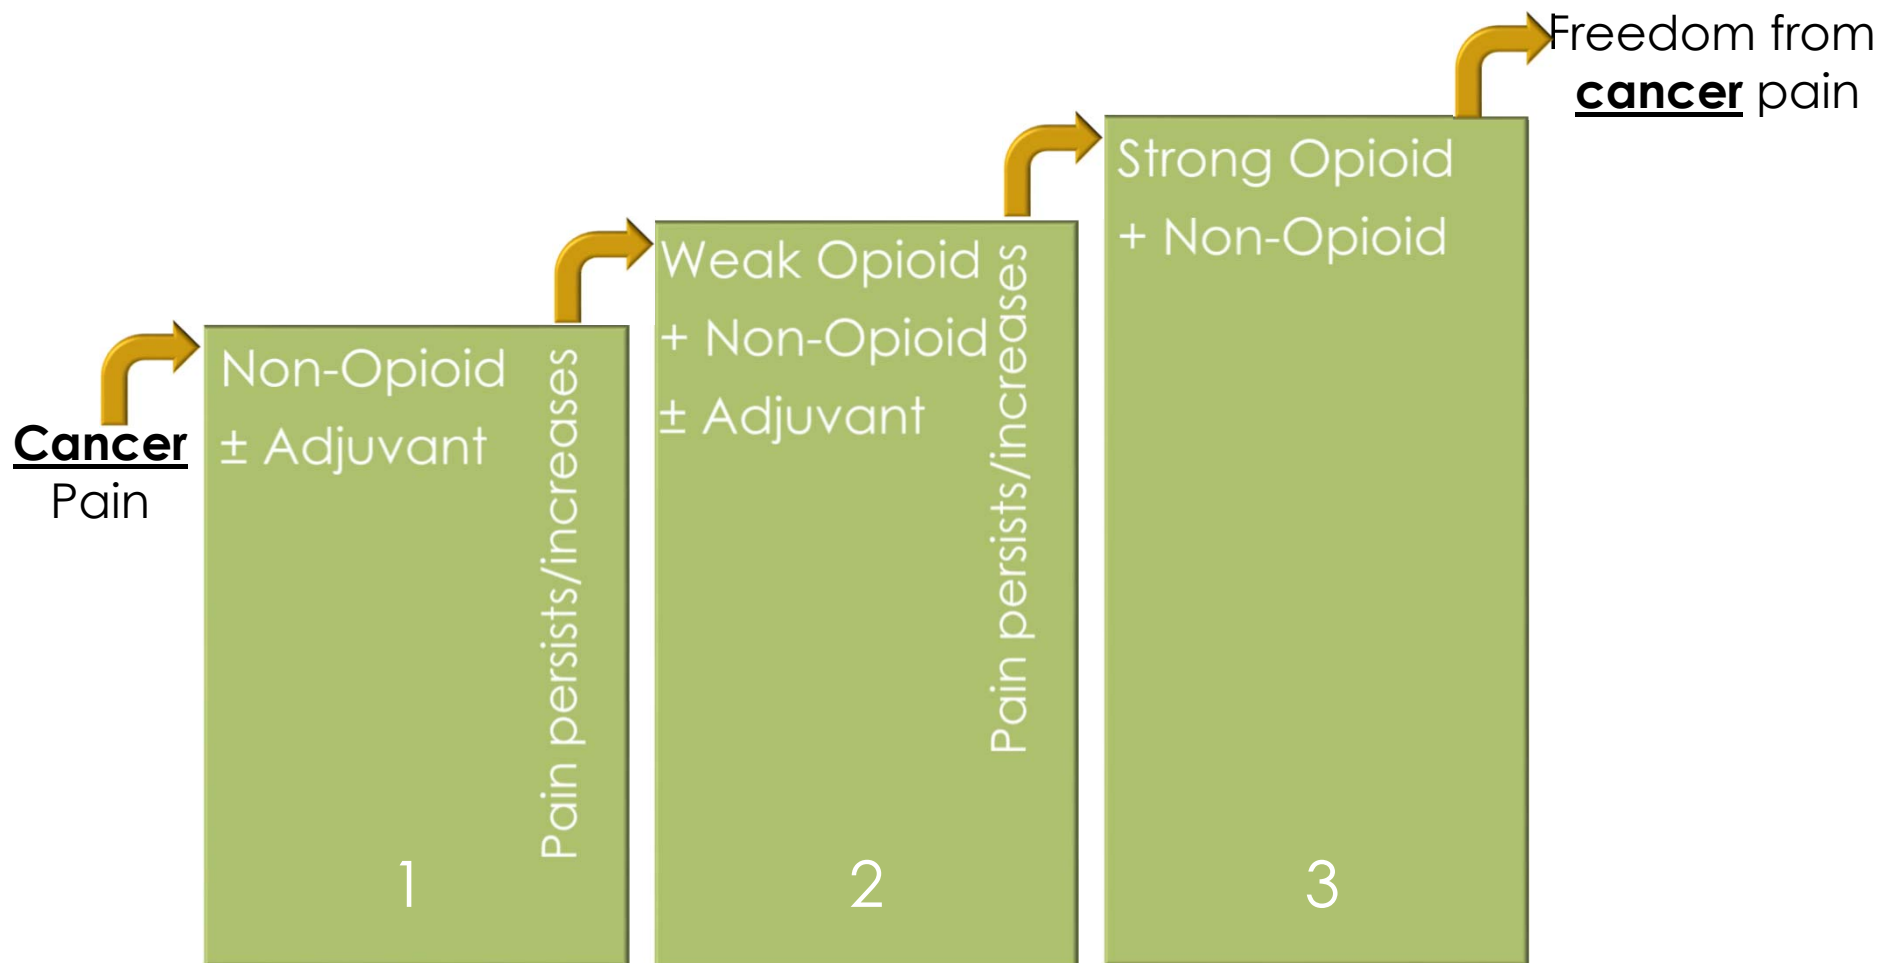 Cancer
Pain
Non-Opioid
± Adjuvant
Pain persists/increases
1
Weak Opioid
+ Non-Opioid
± Adjuvant
Pain persists/increases
2
Strong Opioid
+ Non-Opioid
3
Freedom from
cancer pain